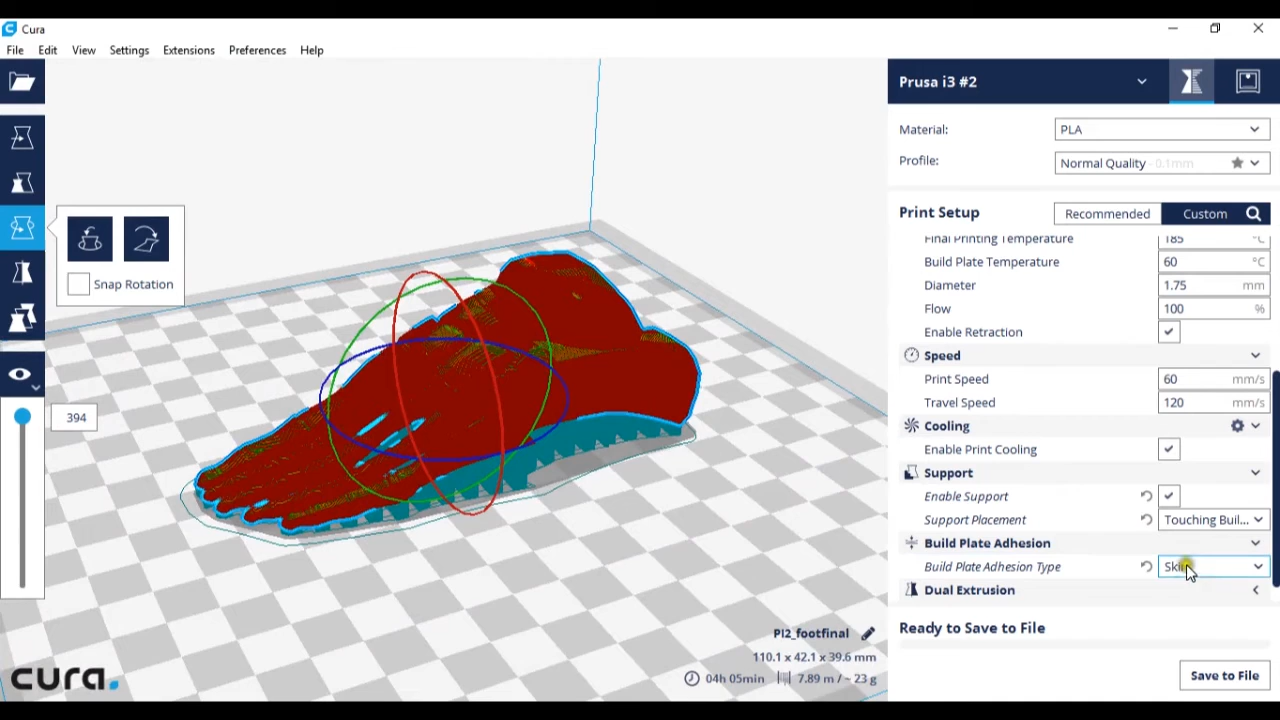 Cura
File Edit View Settings Extensions Preferences Help
Prusa i3 #2
Material: PLA
Profile: Normal Quality - 0.1mm
Print Setup Recommended Custom
Final Printing Temperature 185 °C
Build Plate Temperature 60 °C
Diameter 1.75 mm
Flow 100 %
Enable Retraction
Speed
Print Speed 60 mm/s
Travel Speed 120 mm/s
Cooling
Enable Print Cooling
Support
Enable Support
Support Placement Touching Buil...
Build Plate Adhesion
Build Plate Adhesion Type
Dual Extrusion
Ready to Save to File
Save to File
Snap Rotation
394
PI2_footfinal
110.1 x 42.1 x 39.6 mm
04h 05min 7.89 m / ~ 23 g
cura.